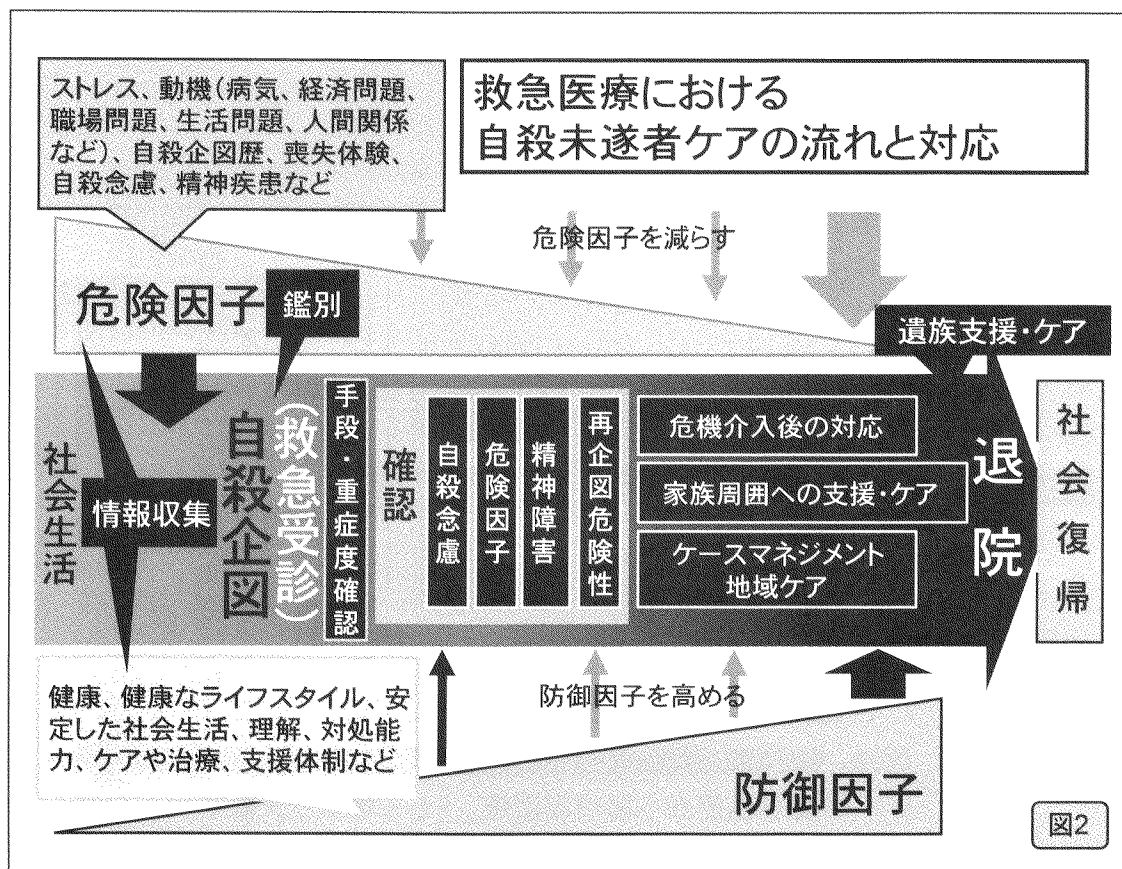 ストレス、動機(病気、経済問題、
職場問題、生活問題、人間関係
など)、自殺企図歴、喪失体験、
自殺念慮、精神疾患など
救急医療における
自殺未遂者ケアの流れと対応
危険因子を減らす
危険因子
鑑別
遺族支援・ケア
社会生活
情報収集
自殺企図
(救急受診)
手段・重症度確認
確認
自殺念慮
危険因子
精神障害
再企図危険性
危機介入後の対応
家族周囲への支援・ケア
ケースマネジメント
地域ケア
退院
社会復帰
健康、健康なライフスタイル、安
定した社会生活、理解、対処能
力、ケアや治療、支援体制など
防御因子を高める
防御因子
図2